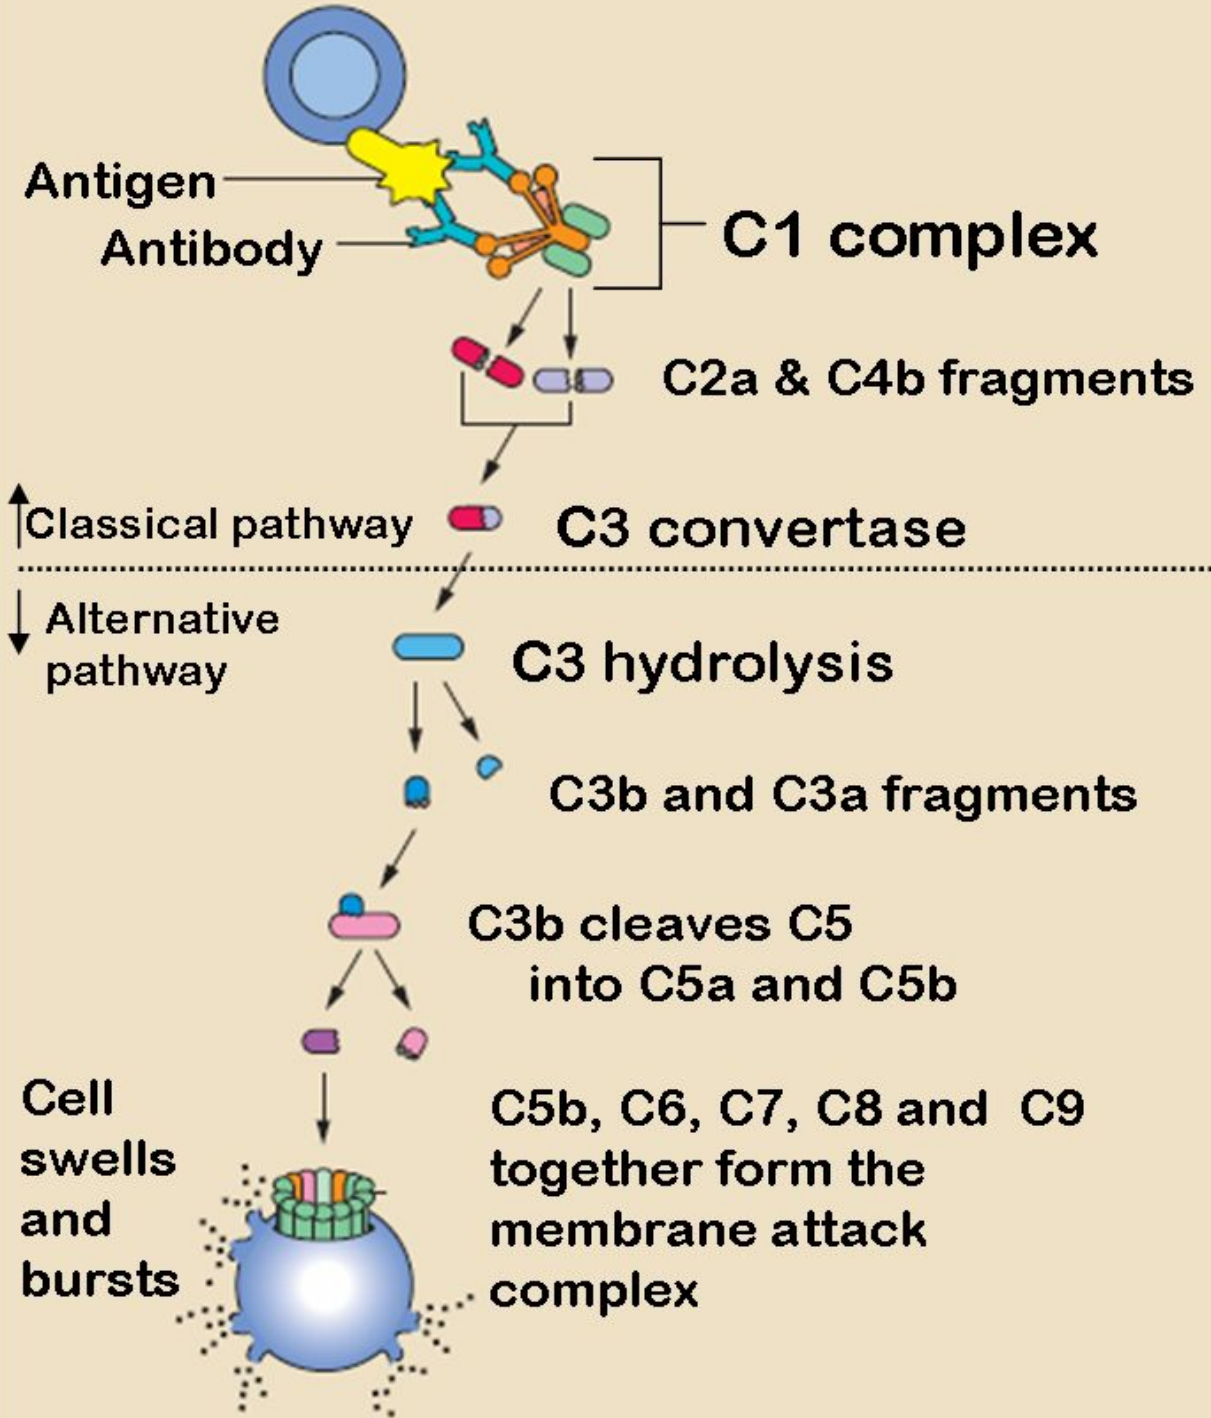 Antigen
Antibody
C1 complex
C2a & C4b fragments
Classical pathway
C3 convertase
Alternative
pathway
C3 hydrolysis
C3b and C3a fragments
C3b cleaves C5
into C5a and C5b
Cell
swells
and
bursts
C5b, C6, C7, C8 and C9
together form the
membrane attack
complex